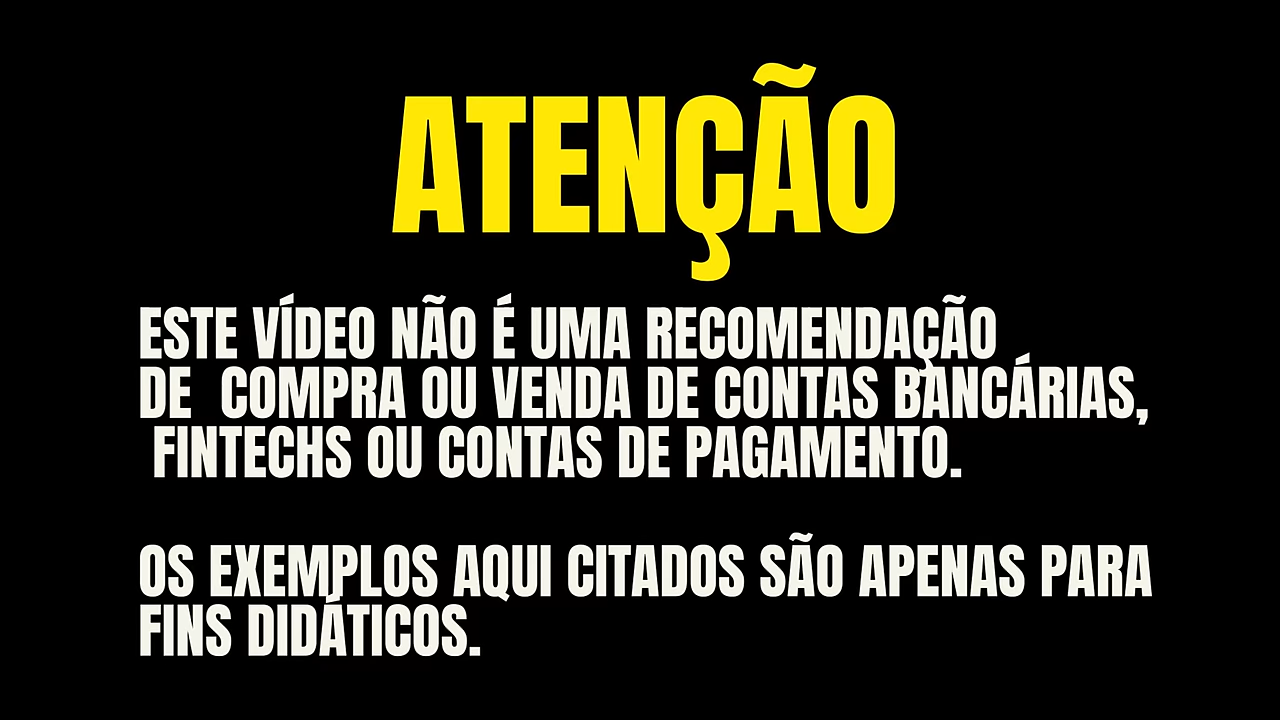 ATENÇÃO
ESTE VÍDEO NÃO É UMA RECOMENDAÇÃO
DE COMPRA OU VENDA DE CONTAS BANCÁRIAS,
FINTECHS OU CONTAS DE PAGAMENTO.
OS EXEMPLOS AQUI CITADOS SÃO APENAS PARA
FINS DIDÁTICOS.